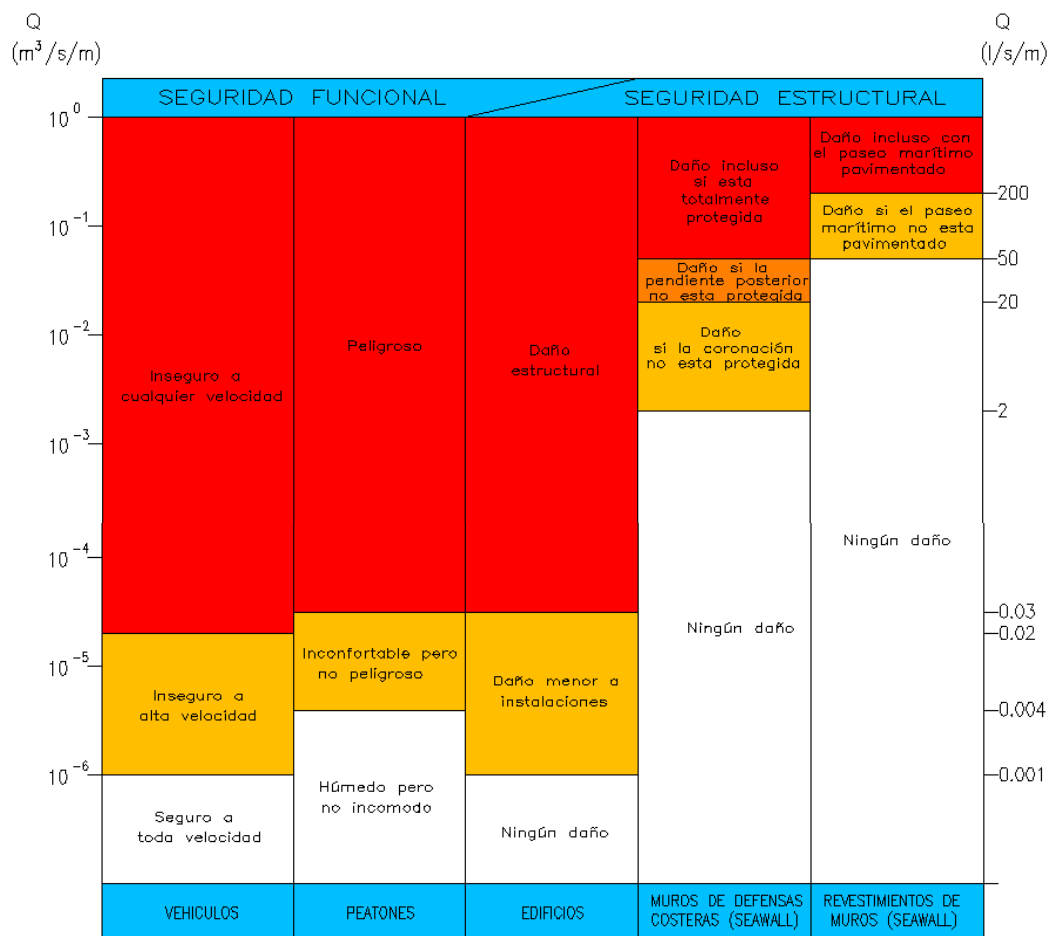 Q
(m³/s/m)
Q
(l/s/m)
SEGURIDAD FUNCIONAL
SEGURIDAD ESTRUCTURAL
10⁰
10⁻¹
10⁻²
10⁻³
10⁻⁴
10⁻⁵
10⁻⁶
Inseguro a
cualquier velocidad
Inseguro a
alta velocidad
Seguro a
toda velocidad
Peligroso
Inconfortable pero
no peligroso
Húmedo pero
no incomodo
Daño
estructural
Daño menor a
instalaciones
Ningún daño
Daño incluso
si esta
totalmente
protegida
Daño si la
pendiente posterior
no esta protegida
Daño
si la coronación
no esta protegida
Ningún daño
Daño incluso con
el paseo marítimo
pavimentado
Daño si el paseo
marítimo no esta
pavimentado
Ningún daño
200
50
20
2
0.03
0.02
0.004
0.001
VEHICULOS
PEATONES
EDIFICIOS
MUROS DE DEFENSAS
COSTERAS (SEAWALL)
REVESTIMIENTOS DE
MUROS (SEAWALL)